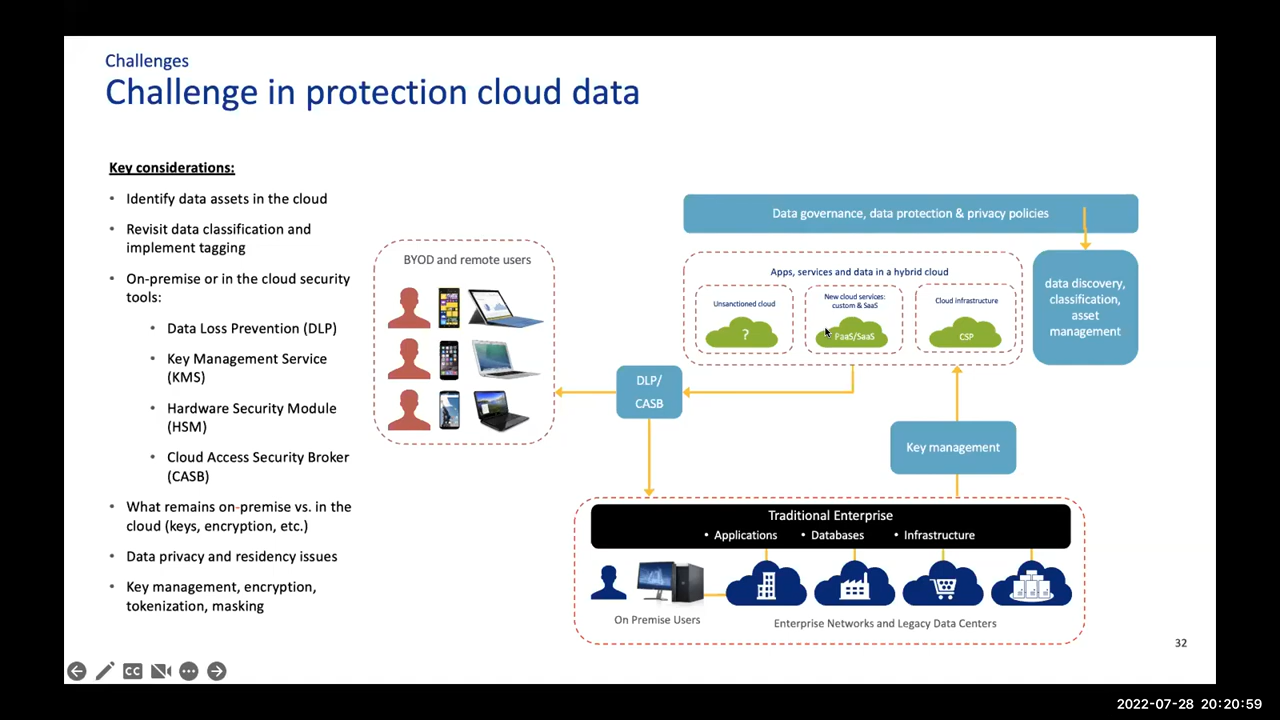 Challenges
Challenge in protection cloud data
Key considerations:
• Identify data assets in the cloud
• Revisit data classification and
implement tagging
• On-premise or in the cloud security
tools:
• Data Loss Prevention (DLP)
• Key Management Service
(KMS)
• Hardware Security Module
(HSM)
• Cloud Access Security Broker
(CASB)
• What remains on-premise vs. in the
cloud (keys, encryption, etc.)
• Data privacy and residency issues
• Key management, encryption,
tokenization, masking
BYOD and remote users
Data governance, data protection & privacy policies
Apps, services and data in a hybrid cloud
Unsanctioned cloud
?
New cloud services:
custom & SaaS
PaaS/SaaS
Cloud infrastructure
CSP
data discovery,
classification,
asset
management
DLP/
CASB
Key management
Traditional Enterprise
• Applications • Databases • Infrastructure
On Premise Users
Enterprise Networks and Legacy Data Centers
32
CC
2022-07-28 20:20:59